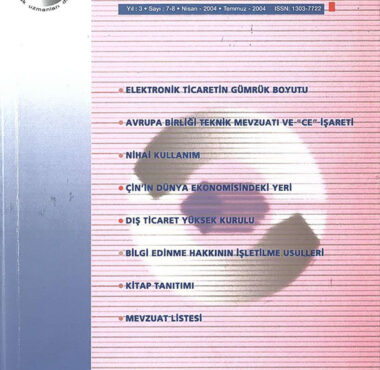 uzmanları
Yıl : 3 • Sayı : 7-8 • Nisan - 2004 • Temmuz - 2004 ISSN: 1303-7722
• ELEKTRONİK TİCARETİN GÜMRÜK BOYUTU
• AVRUPA BİRLİĞİ TEKNİK MEVZUATI VE "CE" İŞARETİ
• NİHAİ KULLANIM
• ÇİN'İN DÜNYA EKONOMİSİNDEKİ YERİ
• DIŞ TİCARET YÜKSEK KURULU
• BİLGİ EDİNME HAKKININ İŞLETİLME USULLERİ
• KİTAP TANITIMI
• MEVZUAT LİSTESİ